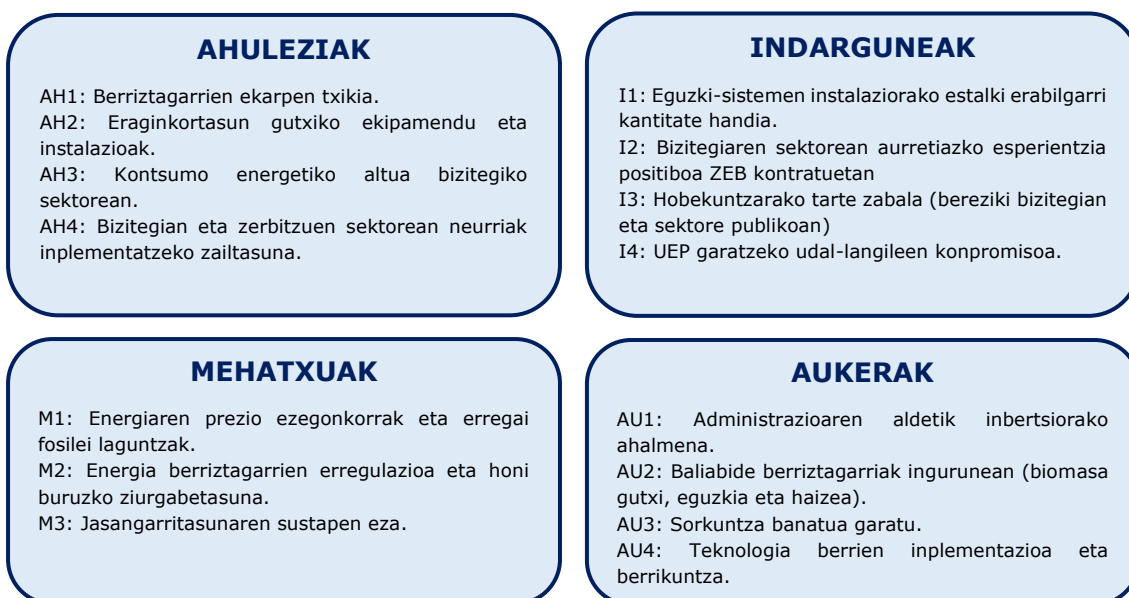 AHULEZIAK
AH1: Berriztagarrien ekarpen txikia.
AH2: Eraginkortasun gutxiko ekipamendu eta
instalazioak.
AH3: Kontsumo energetiko altua bizitegiko
sektorean.
AH4: Bizitegian eta zerbitzuen sektorean neurriak
inplementatzeko zailtasuna.
INDARGUNEAK
I1: Eguzki-sistemen instalaziorako estalki erabilgarri
kantitate handia.
I2: Bizitegiaren sektorean aurretiazko esperientzia
positiboa ZEB kontratuetan
I3: Hobekuntzarako tarte zabala (bereziki bizitegian
eta sektore publikoan)
I4: UEP garatzeko udal-langileen konpromisoa.
MEHATXUAK
M1: Energiaren prezio ezegonkorrak eta erregai
fosilei laguntzak.
M2: Energia berriztagarrien erregulazioa eta honi
buruzko ziurgabetasuna.
M3: Jasangarritasunaren sustapen eza.
AUKERAK
AU1: Administrazioaren aldetik inbertsiorako
ahalmena.
AU2: Baliabide berriztagarriak ingurunean (biomasa
gutxi, eguzkia eta haizea).
AU3: Sorkuntza banatua garatu.
AU4: Teknologia berrien inplementazioa eta
berrikuntza.